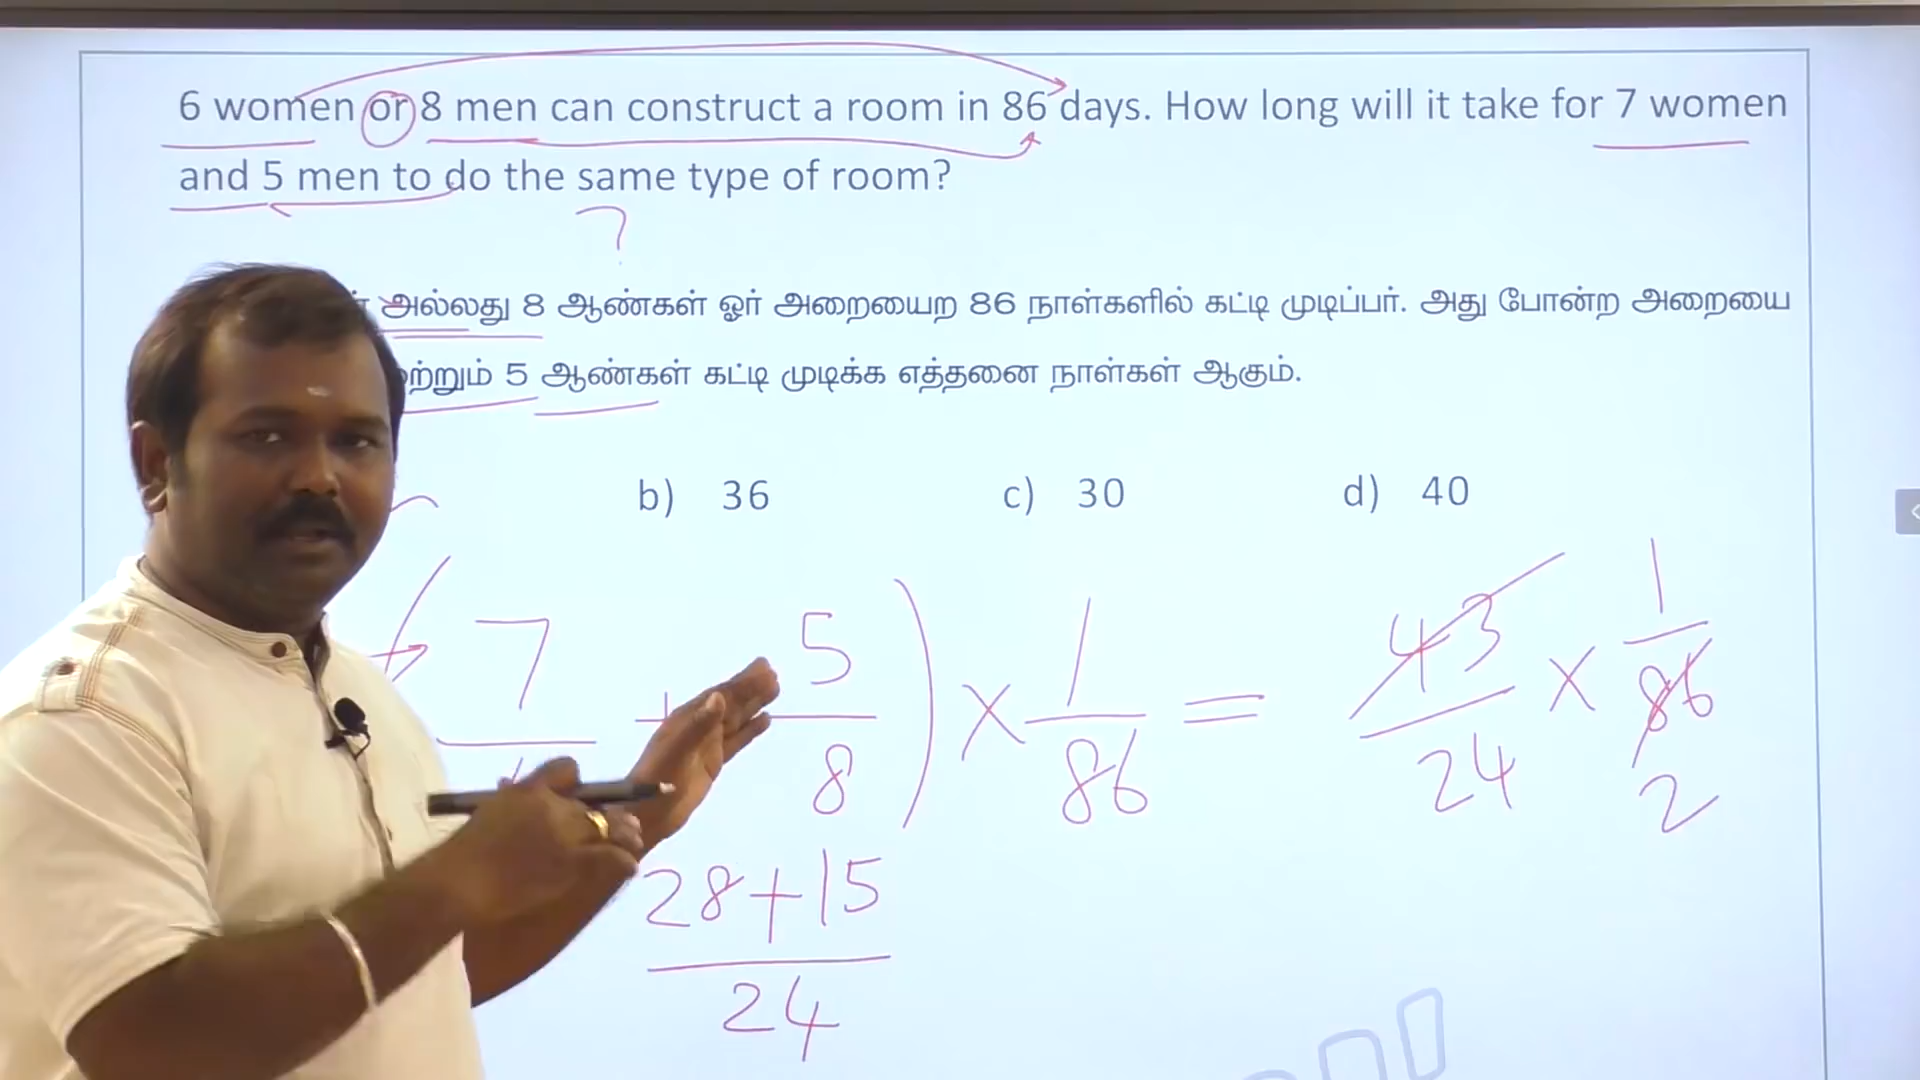 6 women or 8 men can construct a room in 86 days. How long will it take for 7 women
and 5 men to do the same type of room?
?
அல்லது 8 ஆண்கள் ஓர் அறையைற 86 நாள்களில் கட்டி முடிப்பர். அது போன்ற அறையை
5 ஆண்கள் கட்டி முடிக்க எத்தனை நாள்கள் ஆகும்.
b) 36 c) 30 d) 40
7 + 5/8 ) × 1/86 = 43/24 × 1/86
2
28+15
24